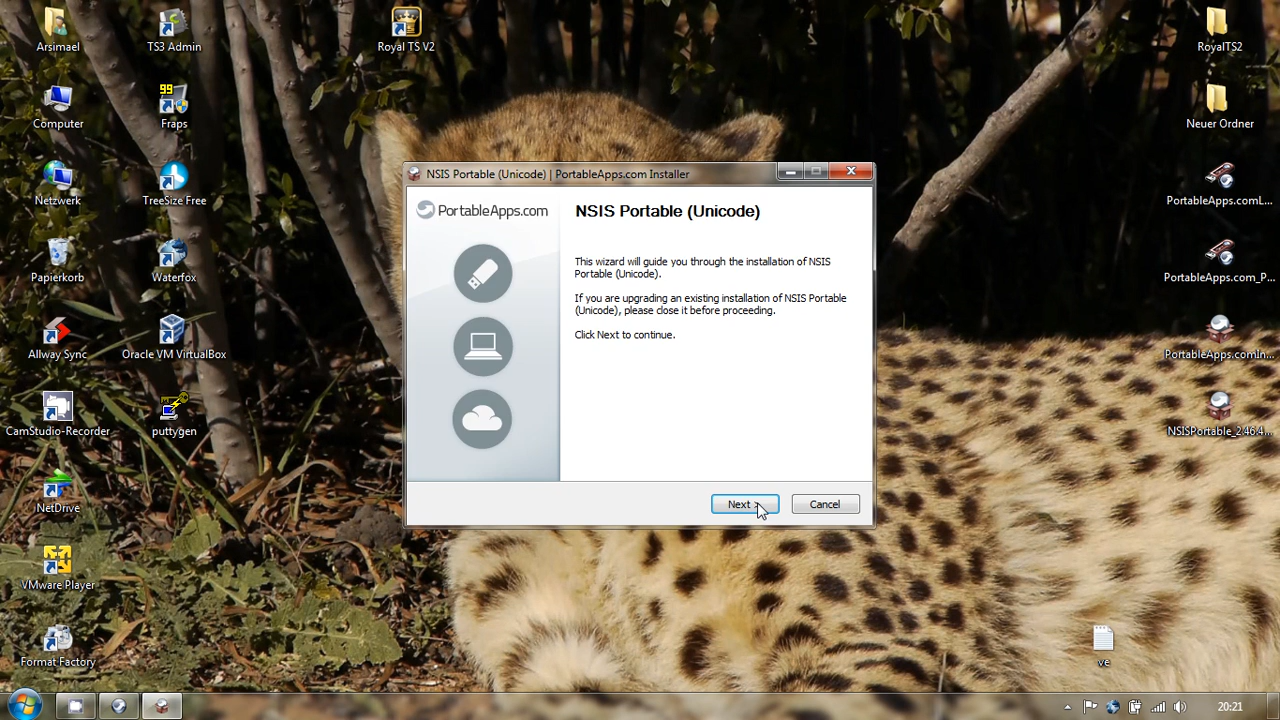 Arsimael
TS3 Admin
Royal TS V2
RoyalTS2
Computer
99
Fraps
Neuer Ordner
Netzwerk
TreeSize Free
PortableApps.comL...
Papierkorb
Waterfox
PortableApps.com_P...
Allway Sync
Oracle VM VirtualBox
PortableApps.comIn...
CamStudio-Recorder
puttygen
NSISPortable_2.46.4...
NetDrive
VMware Player
Format Factory
ve
NSIS Portable (Unicode) | PortableApps.com Installer
PortableApps.com
NSIS Portable (Unicode)
This wizard will guide you through the installation of NSIS
Portable (Unicode).
If you are upgrading an existing installation of NSIS Portable
(Unicode), please close it before proceeding.
Click Next to continue.
Next >
Cancel
20:21